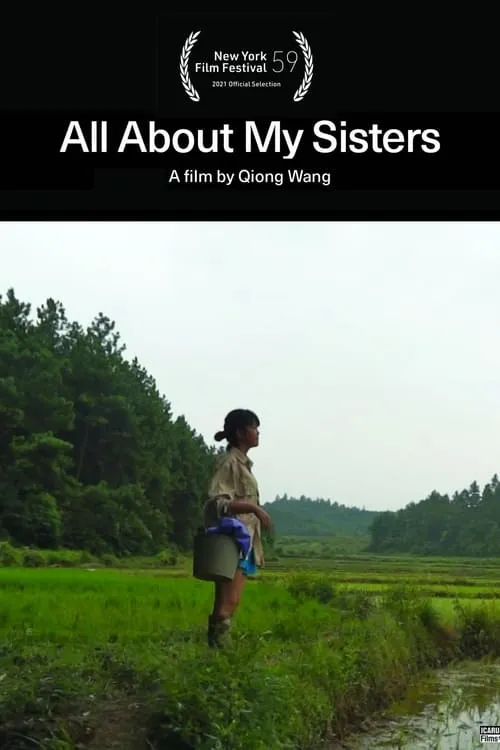 New York
Film Festival 59
2021 Official Selection
All About My Sisters
A film by Qiong Wang
ICARUS
Films